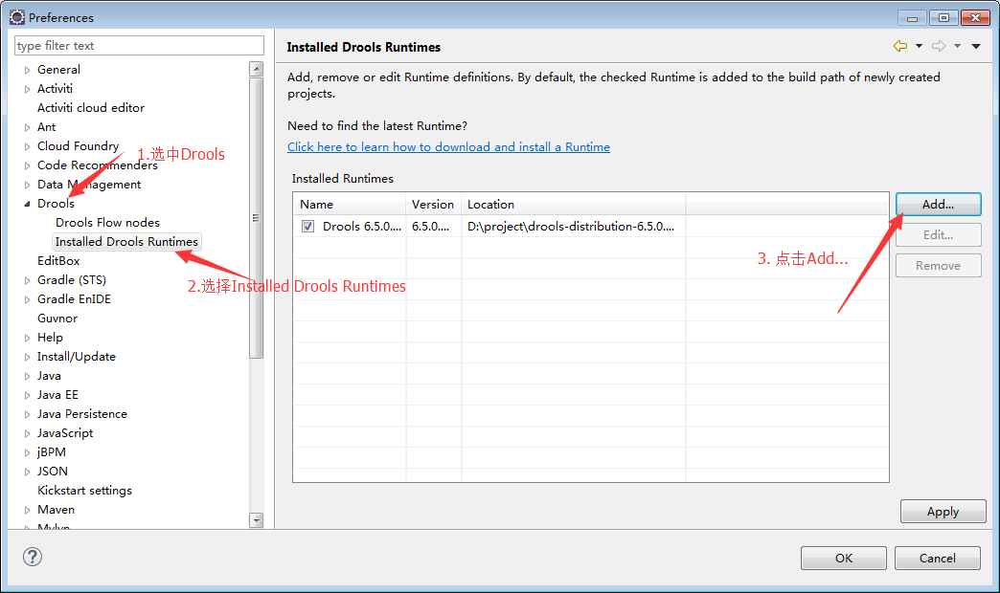 Preferences
type filter text
General
Activiti
Activiti cloud editor
Ant
Cloud Foundry
1.选中Drools
Code Recommenders
Data Management
Drools
Drools Flow nodes
Installed Drools Runtimes
2.选择Installed Drools Runtimes
EditBox
Gradle (STS)
Gradle EnIDE
Guvnor
Help
Install/Update
Java
Java EE
Java Persistence
JavaScript
jBPM
JSON
Kickstart settings
Maven
Mylyn
Installed Drools Runtimes
Add, remove or edit Runtime definitions. By default, the checked Runtime is added to the build path of newly created
projects.
Need to find the latest Runtime?
Click here to learn how to download and install a Runtime
Installed Runtimes
Name Version Location
Drools 6.5.0.... 6.5.0.... D:\project\drools-distribution-6.5.0....
Add...
Edit...
Remove
3. 点击Add...
Apply
OK Cancel